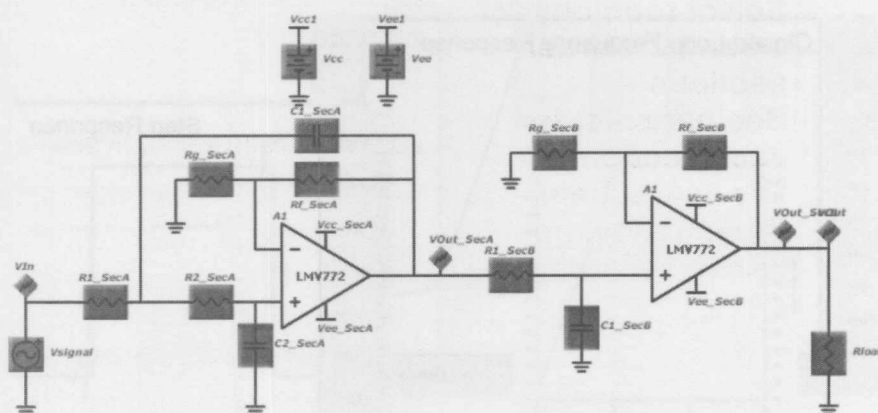 Vcc1
Vee1
Vcc
Vee
C1_SecA
Rg_SecA
Rf_SecA
Rg_SecB
Rf_SecB
A1
Vcc_SecA
A1
Vcc_SecB
VOut_SecA
LMV772
LMV772
VIn
R1_SecA
R2_SecA
R1_SecB
Vee_SecA
Vee_SecB
Vsignal
C2_SecA
C1_SecB